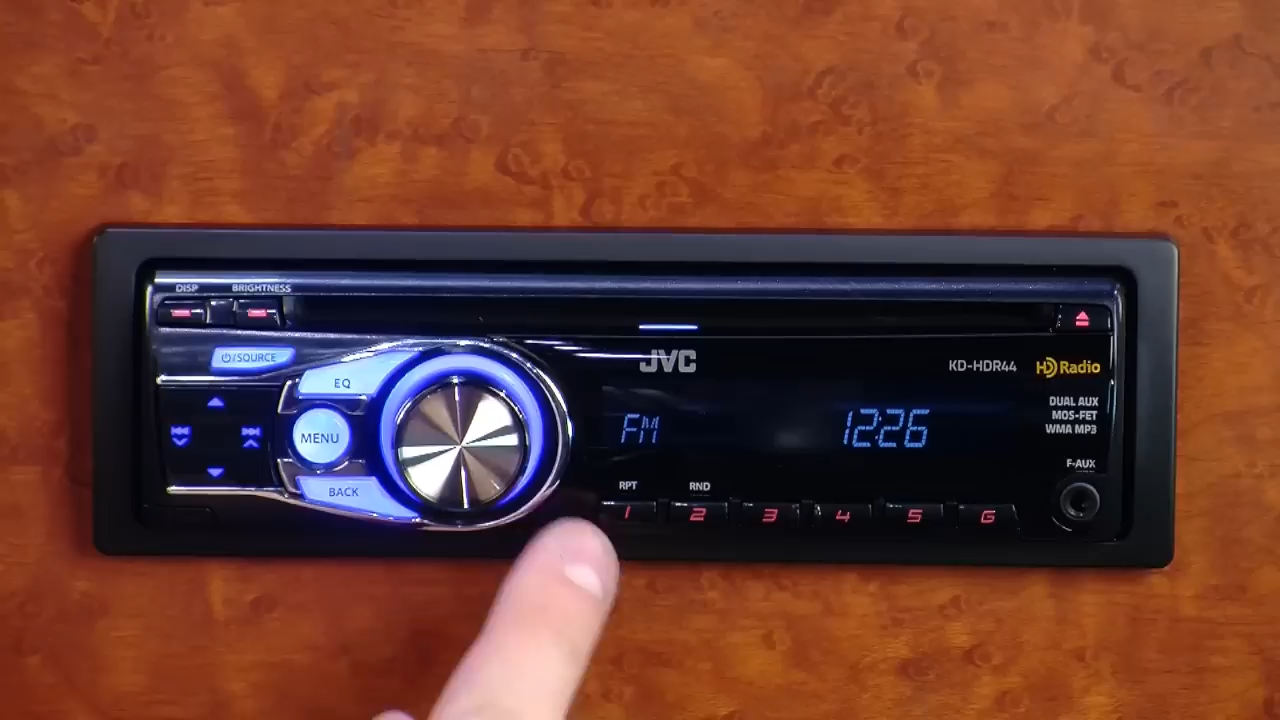 DISP BRIGHTNESS
⏻/SOURCE
EQ
MENU
BACK
JVC
KD-HDR44 HD Radio
DUAL AUX
MOS-FET
WMA MP3
FM 12:26
F-AUX
RPT RND
1 2 3 4 5 6